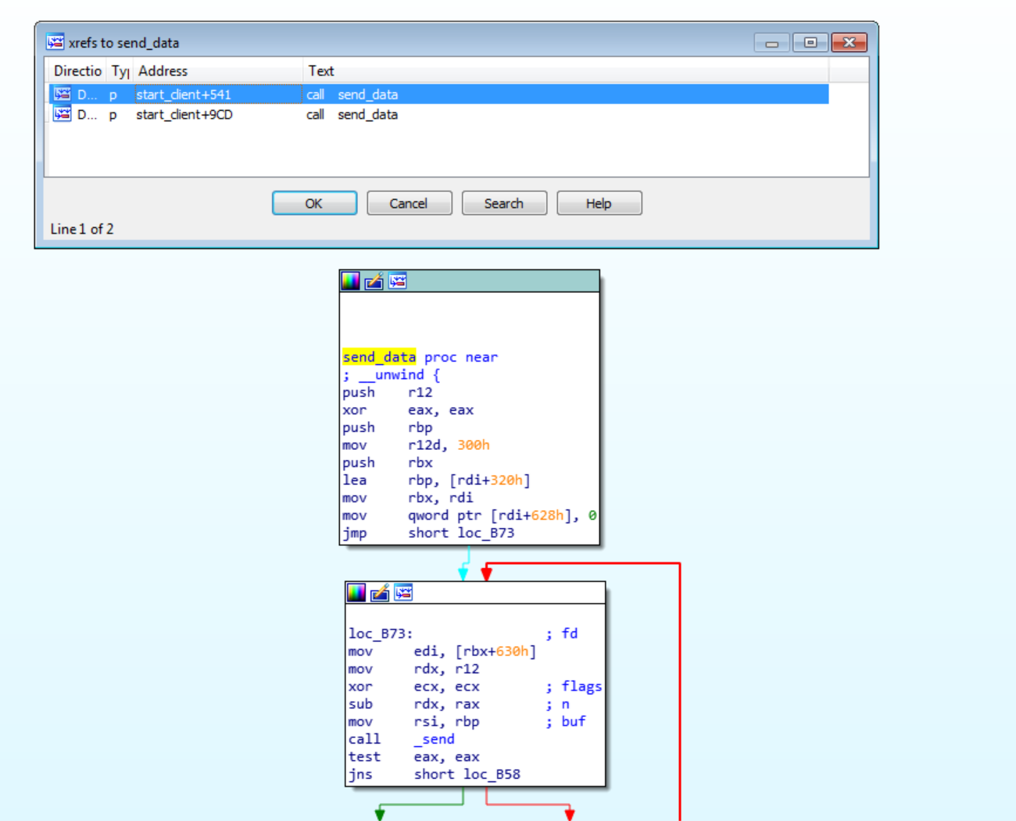 xrefs to send_data
Directio Ty Address Text
D... p start_client+541 call send_data
D... p start_client+9CD call send_data
OK Cancel Search Help
Line 1 of 2
send_data proc near
; __unwind {
push r12
xor eax, eax
push rbp
mov r12d, 300h
push rbx
lea rbp, [rdi+320h]
mov rbx, rdi
mov qword ptr [rdi+628h], 0
jmp short loc_B73
loc_B73: ; fd
mov edi, [rbx+630h]
mov rdx, r12
xor ecx, ecx ; flags
sub rdx, rax ; n
mov rsi, rbp ; buf
call _send
test eax, eax
jns short loc_B58